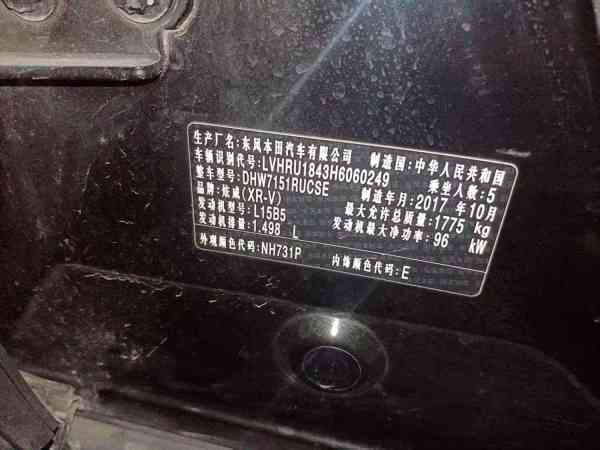 生产厂名:东风本田汽车有限公司 制造国:中华人民共和国
车辆识别代号:LVHRU1843H6060249 乘坐人数:5
整车型号:DHW7151RUCSE 制造年月:2017 年10月
品牌:炫威(XR-V) 最大允许总质量:1775 kg
发动机型号:L15B5 发动机最大净功率:96 kW
发动机排量:1.498 L
外观颜色代码:NH731P 内饰颜色代码:E